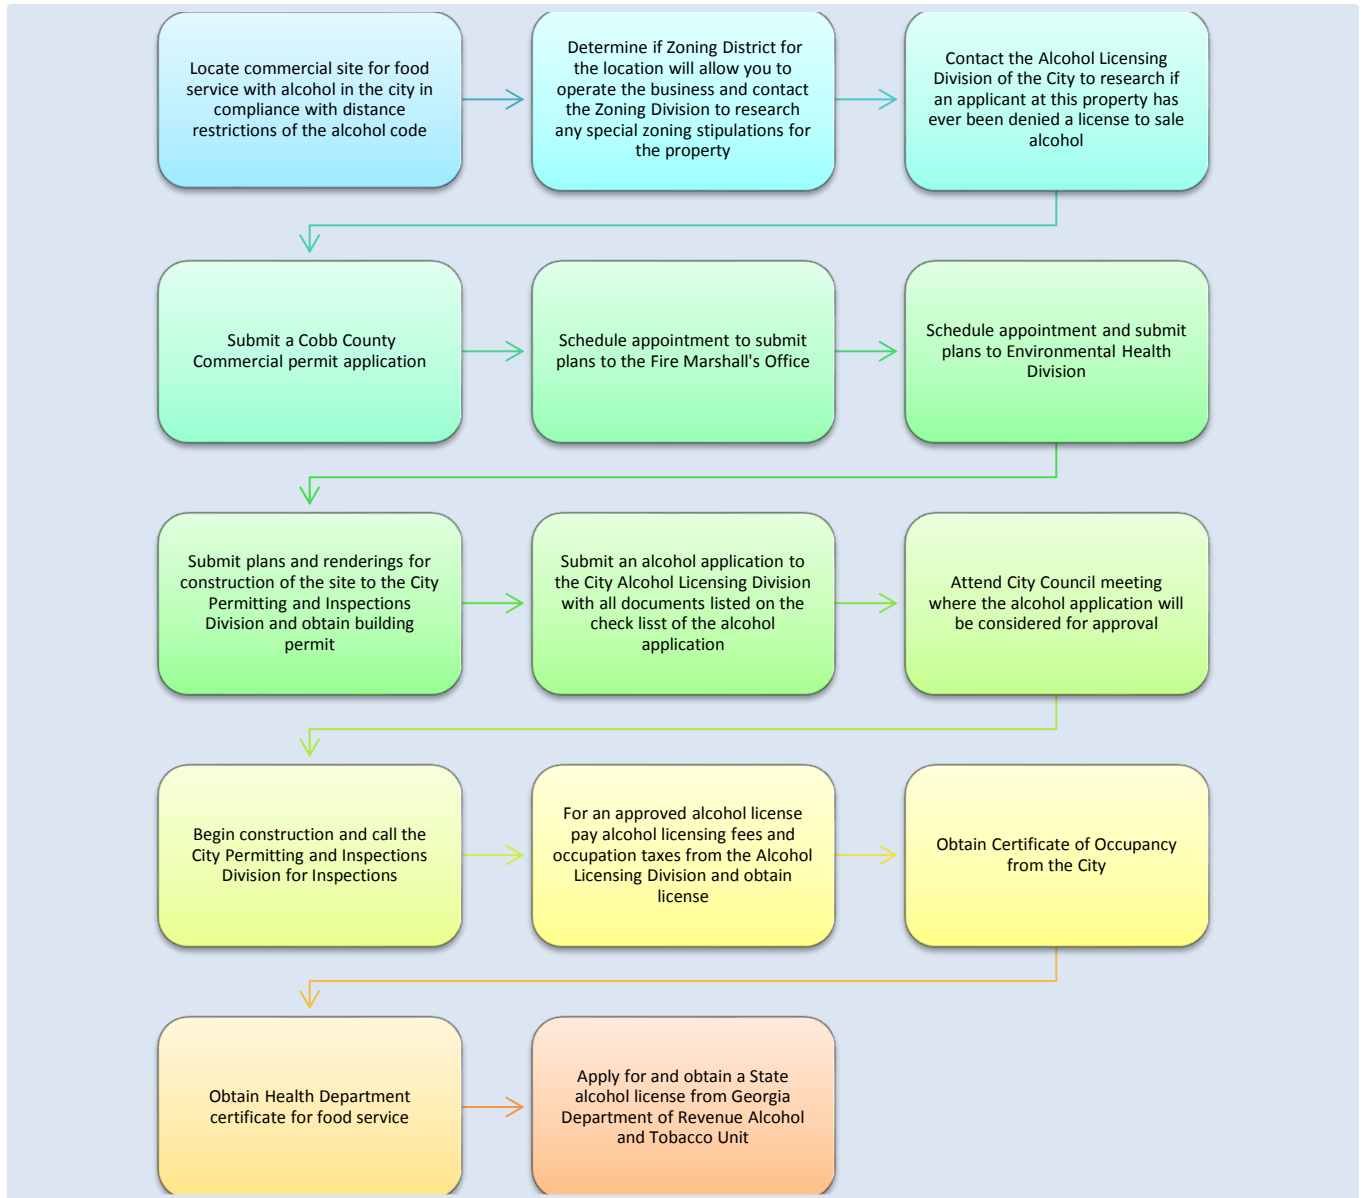 Locate commercial site for food
service with alcohol in the city in
compliance with distance
restrictions of the alcohol code
Determine if Zoning District for
the location will allow you to
operate the business and contact
the Zoning Division to research
any special zoning stipulations for
the property
Contact the Alcohol Licensing
Division of the City to research if
an applicant at this property has
ever been denied a license to sale
alcohol
Submit a Cobb County
Commercial permit application
Schedule appointment to submit
plans to the Fire Marshall's Office
Schedule appointment and submit
plans to Environmental Health
Division
Submit plans and renderings for
construction of the site to the City
Permitting and Inspections
Division and obtain building
permit
Submit an alcohol application to
the City Alcohol Licensing Division
with all documents listed on the
check lisst of the alcohol
application
Attend City Council meeting
where the alcohol application will
be considered for approval
Begin construction and call the
City Permitting and Inspections
Division for Inspections
For an approved alcohol license
pay alcohol licensing fees and
occupation taxes from the Alcohol
Licensing Division and obtain
license
Obtain Certificate of Occupancy
from the City
Obtain Health Department
certificate for food service
Apply for and obtain a State
alcohol license from Georgia
Department of Revenue Alcohol
and Tobacco Unit